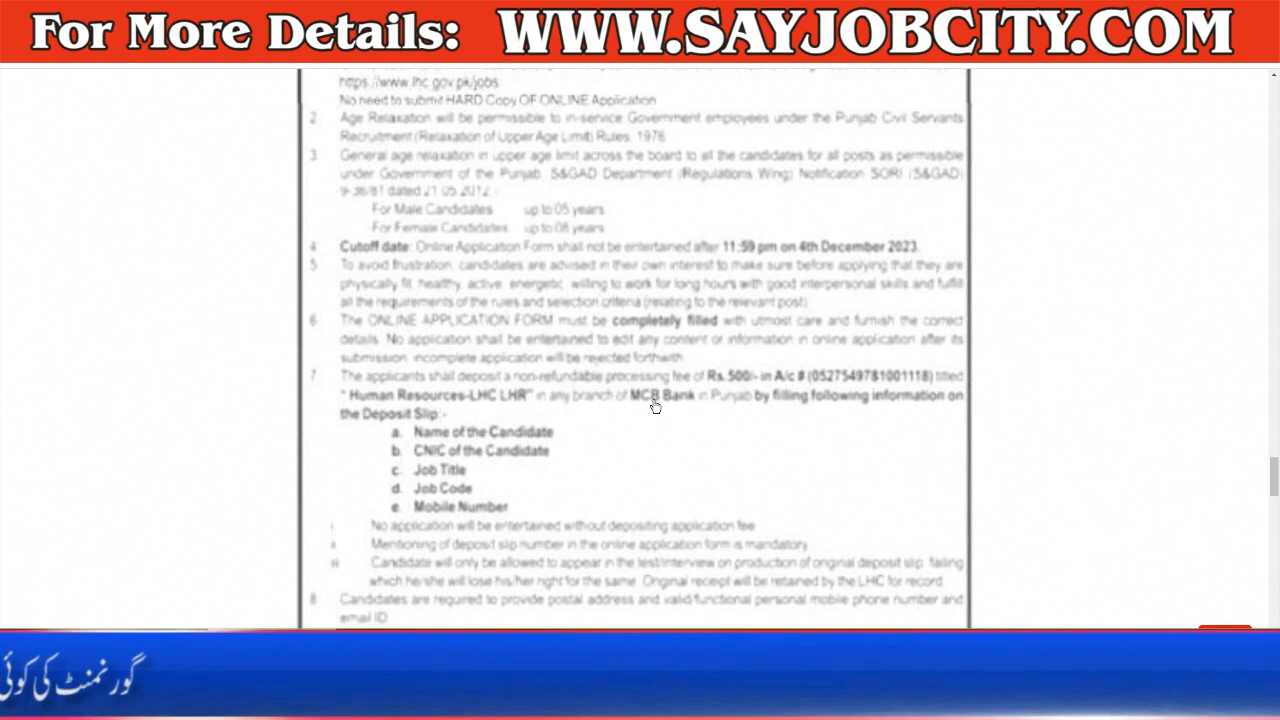 For More Details: WWW.SAYJOBCITY.COM
https://www.lhc.gov.pk/jobs
No need to submit HARD Copy OF ONLINE Application
2 Age Relaxation will be permissible to in-service Government employees under the Punjab Civil Servants
Recruitment (Relaxation of Upper Age Limit) Rules, 1976
3 General age relaxation in upper age limit across the board to all the candidates for all posts as permissible
under Government of the Punjab, S&GAD Department (Regulations Wing) Notification SORI (S&GAD)
9-36/81 dated 21.05.2012:-
For Male Candidates up to 05 years
For Female Candidates up to 08 years
4 Cutoff date: Online Application Form shall not be entertained after 11:59 pm on 4th December 2023.
5 To avoid frustration, candidates are advised in their own interest to make sure before applying that they are
physically fit, healthy, active, energetic, willing to work for long hours with good interpersonal skills and fulfill
all the requirements of the rules and selection criteria (relating to the relevant post)
6 The ONLINE APPLICATION FORM must be completely filled with utmost care and furnish the correct
details. No application shall be entertained to edit any content or information in online application after its
submission, incomplete application will be rejected forthwith
7 The applicants shall deposit a non-refundable processing fee of Rs.500/- in A/c # (0527549781001118) titled
" Human Resources-LHC LHR" in any branch of MCB Bank in Punjab by filling following information on
the Deposit Slip:-
a. Name of the Candidate
b. CNIC of the Candidate
c. Job Title
d. Job Code
e. Mobile Number
i No application will be entertained without depositing application fee
ii Mentioning of deposit slip number in the online application form is mandatory
iii Candidate will only be allowed to appear in the test/interview on production of original deposit slip, failing
which he/she will lose his/her right for the same. Original receipt will be retained by the LHC for record
8 Candidates are required to provide postal address and valid/functional personal mobile phone number and
email ID
گورنمنٹ کی کوئی